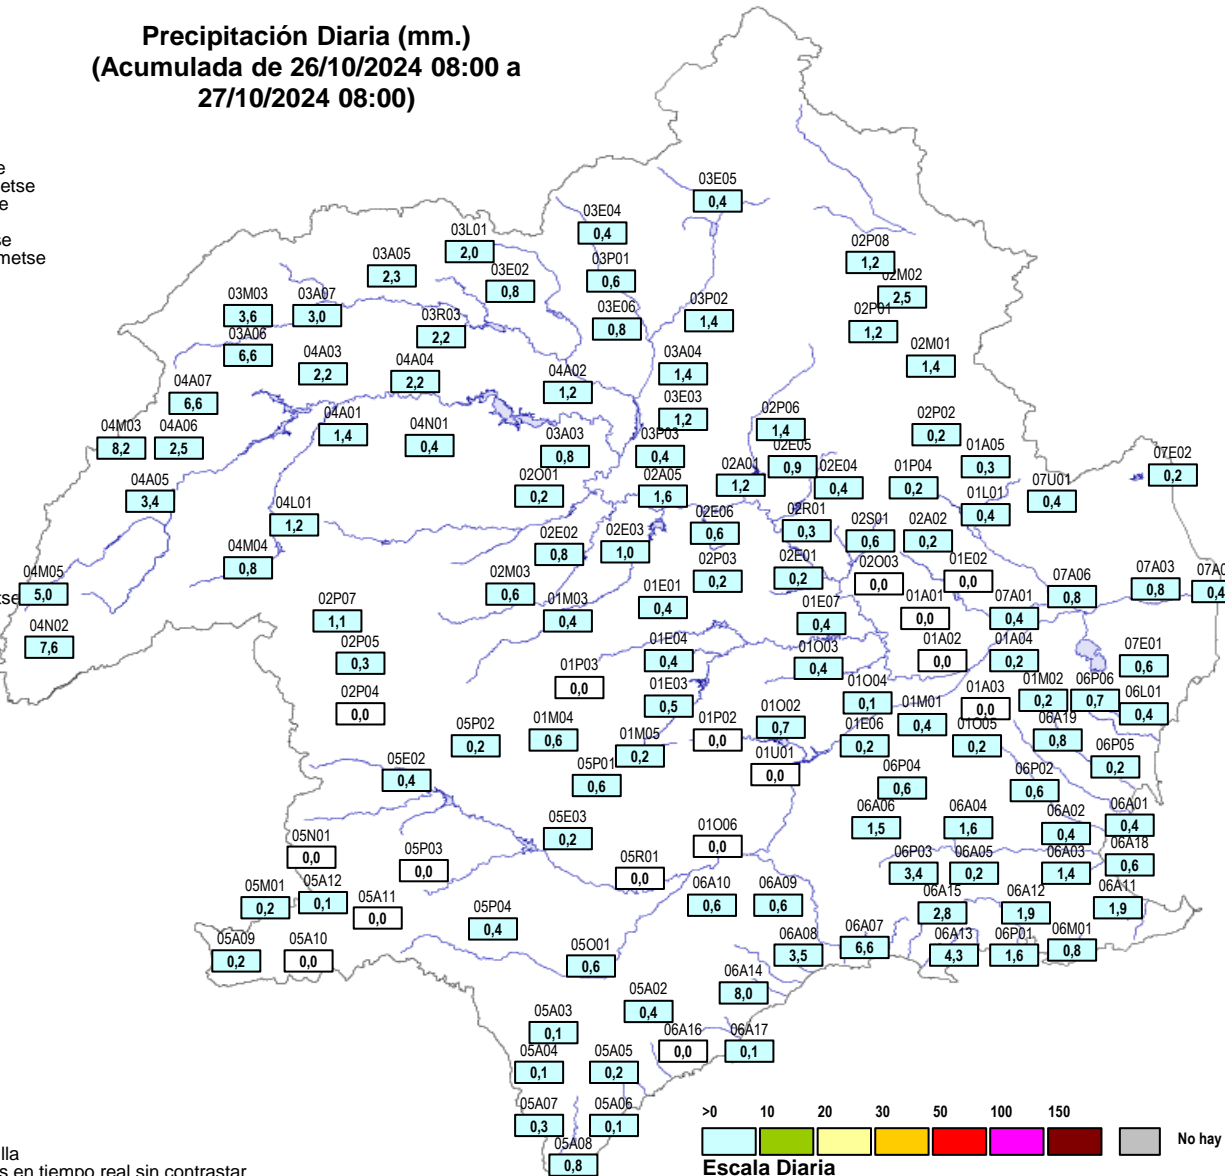 Precipitación Diaria (mm.)
(Acumulada de 26/10/2024 08:00 a
27/10/2024 08:00)
e
etse
e
se
metse
tse
03E05
0,4
03E04
0,4
03L01
2,0
03A05
2,3
03E02
0,8
03P01
0,6
02P08
1,2
02M02
2,5
03M03
3,6
03A07
3,0
03R03
2,2
03E06
0,8
03P02
1,4
02P01
1,2
03A06
6,6
04A03
2,2
04A04
2,2
04A02
1,2
03A04
1,4
02M01
1,4
04A07
6,6
03E03
1,2
04M03
8,2
04A06
2,5
04A01
1,4
04N01
0,4
03A03
0,8
03P03
0,4
02P06
1,4
02P02
0,2
02E05
0,9
01A05
0,3
07E02
0,2
04A05
3,4
02O01
0,2
02A05
1,6
02A01
1,2
02E04
0,4
01P04
0,2
07U01
0,4
04L01
1,2
01L01
0,4
02E06
0,6
02R01
0,3
02S01
0,6
02A02
0,2
04M04
0,8
02E02
0,8
02E03
1,0
02P03
0,2
02E01
0,2
02O03
0,0
01E02
0,0
04M05
5,0
02M03
0,6
07A06
0,8
07A03
0,8
07A0
0,4
01M03
0,4
01E01
0,4
01E07
0,4
01A01
0,0
07A01
0,4
02P07
1,1
04N02
7,6
02P05
0,3
01E04
0,4
01O03
0,4
01A02
0,0
01A04
0,2
07E01
0,6
01P03
0,0
02P04
0,0
01E03
0,5
01O04
0,1
01A03
0,0
01M02
0,2
06P06
0,7
06L01
0,4
05P02
0,2
01M04
0,6
01M05
0,2
01P02
0,0
01O02
0,7
01E06
0,2
01M01
0,4
01O05
0,2
06A19
0,8
06P05
0,2
05E02
0,4
05P01
0,6
01U01
0,0
06P04
0,6
06P02
0,6
06A06
1,5
06A04
1,6
06A02
0,4
06A01
0,4
05E03
0,2
01O06
0,0
05N01
0,0
05P03
0,0
05R01
0,0
06P03
3,4
06A05
0,2
06A03
1,4
06A18
0,6
05M01
0,2
05A12
0,1
05A11
0,0
06A10
0,6
06A09
0,6
06A15
2,8
06A12
1,9
06A11
1,9
05P04
0,4
05A09
0,2
05A10
0,0
05O01
0,6
06A08
3,5
06A07
6,6
06A13
4,3
06P01
1,6
06M01
0,8
06A14
8,0
05A02
0,4
05A03
0,1
06A16
0,0
06A17
0,1
05A04
0,1
05A05
0,2
05A07
0,3
05A06
0,1
05A08
0,8
>0 10 20 30 50 100 150
No hay
Escala Diaria
illa
s en tiempo real sin contrastar